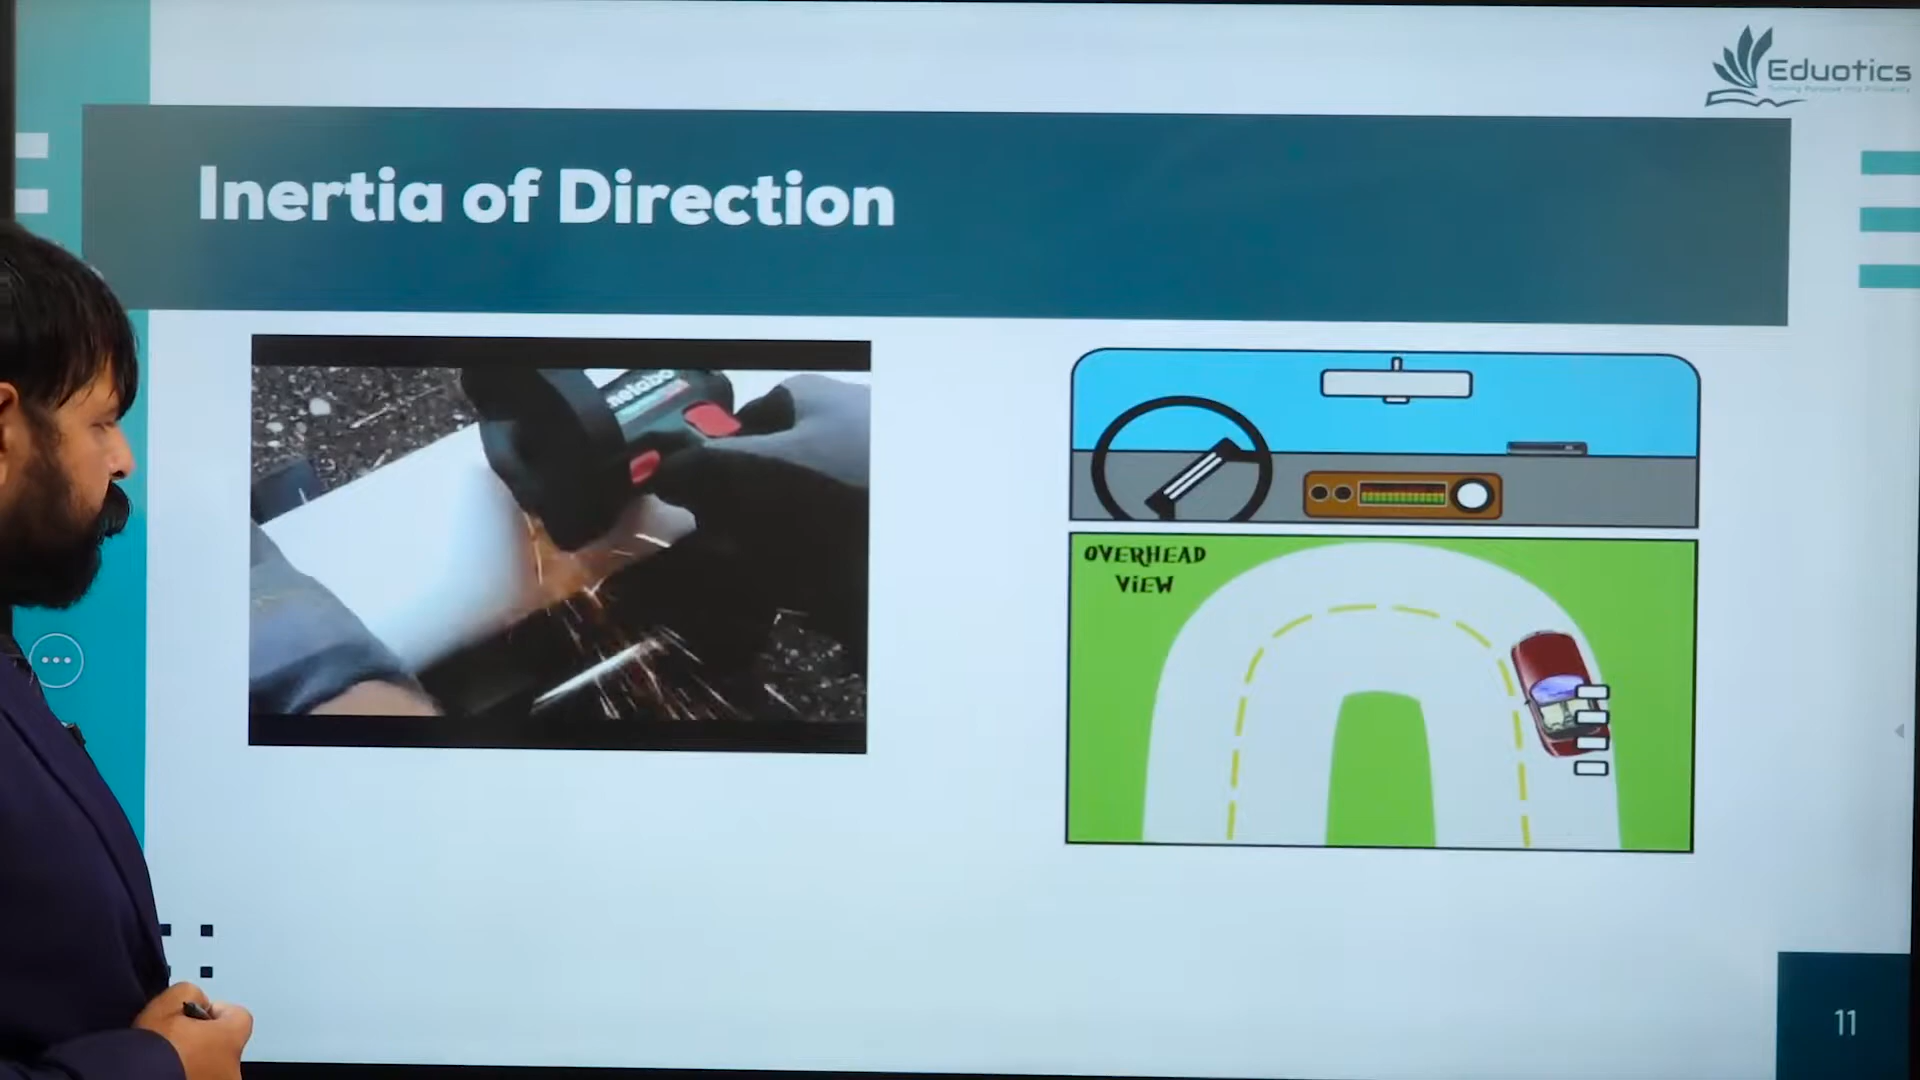 Eduotics
Inertia of Direction
metabo
OVERHEAD
VIEW
11